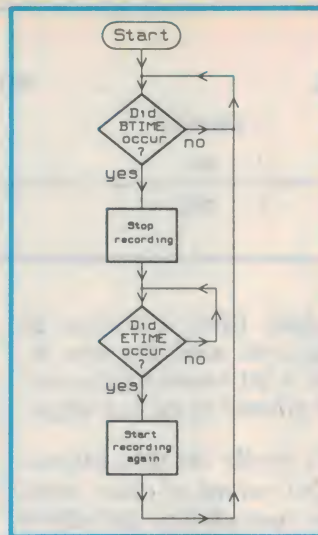 Start
Did
BTIME
occur
?
no
yes
Stop
recording
Did
ETIME
occur
?
no
yes
Start
recording
again